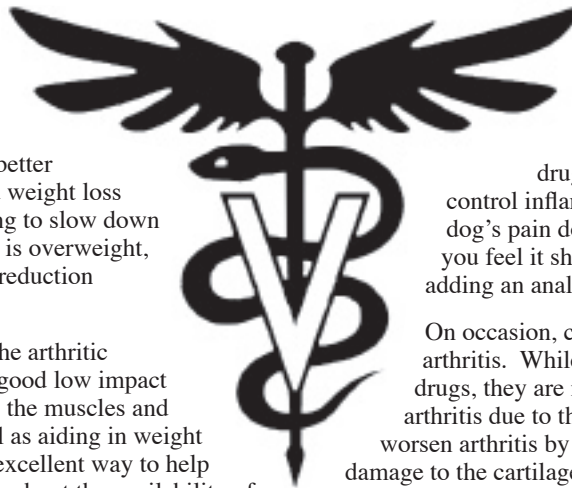 better
weight loss
ng to slow down
is overweight,
reduction
he arthritic
good low impact
the muscles and
l as aiding in weight
excellent way to help
V
control inflar
dog's pain do
you feel it sh
adding an anal
On occasion, c
arthritis. While
drugs, they are
arthritis due to th
worsen arthritis by
damage to the cartilage